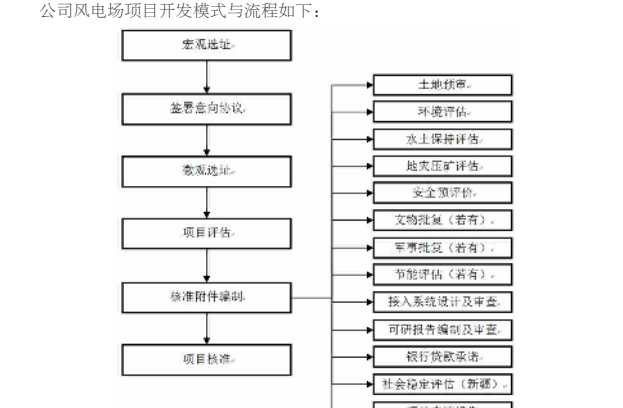 公司风电场项目开发模式与流程如下：
宏观选址
签署意向协议
微观选址
项目评估
核准附件编制
项目核准
土地预审
环境评估
水土保持评估
地灾压矿评估
安全预评价
文物批复（若有）
军事批复（若有）
节能评估（若有）
接入系统设计及审查
可研报告编制及审查
银行贷款承诺
社会稳定评估（新疆）